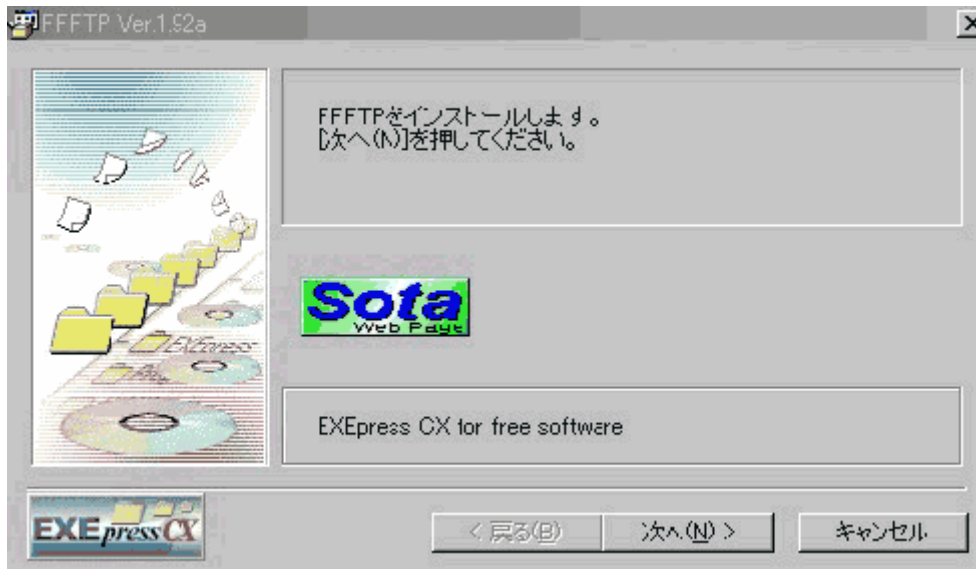 FFFTP Ver.1.92a
FFFTPをインストールします。
[次へ(N)]を押してください。
Sota
Web Page
EXEpress
EXEpress CX for free software
EXEpress CX
< 戻る(B)
次へ(N) >
キャンセル